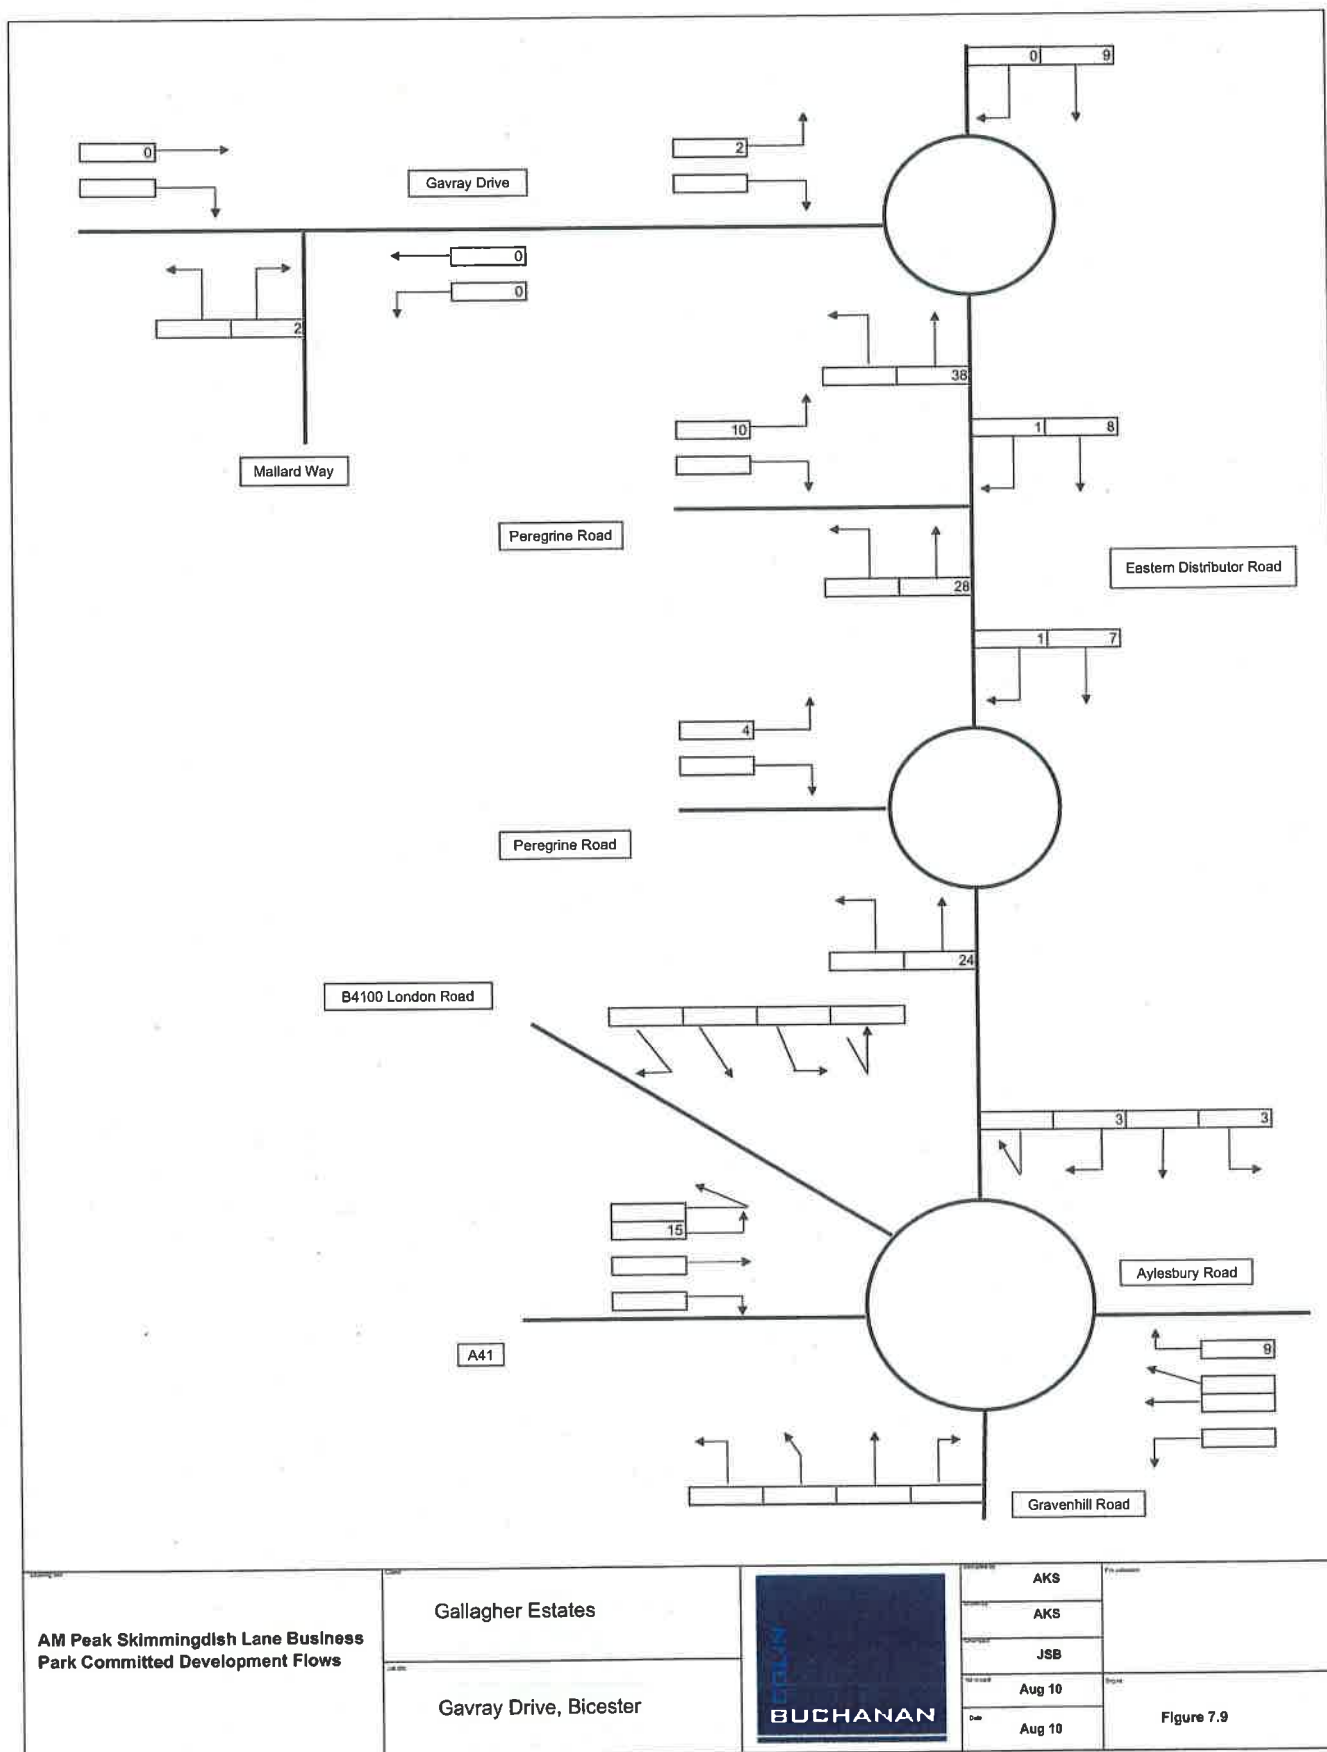 0 9
0
2
Gavray Drive
0
0
2
38
10
1 8
Mallard Way
Peregrine Road
Eastern Distributor Road
28
1 7
4
Peregrine Road
24
B4100 London Road
3 3
15
Aylesbury Road
A41
9
Gravenhill Road
AM Peak Skimmingdish Lane Business
Park Committed Development Flows
Gallagher Estates
Gavray Drive, Bicester
COLIN
BUCHANAN
AKS
AKS
JSB
Aug 10
Date
Aug 10
Figure 7.9